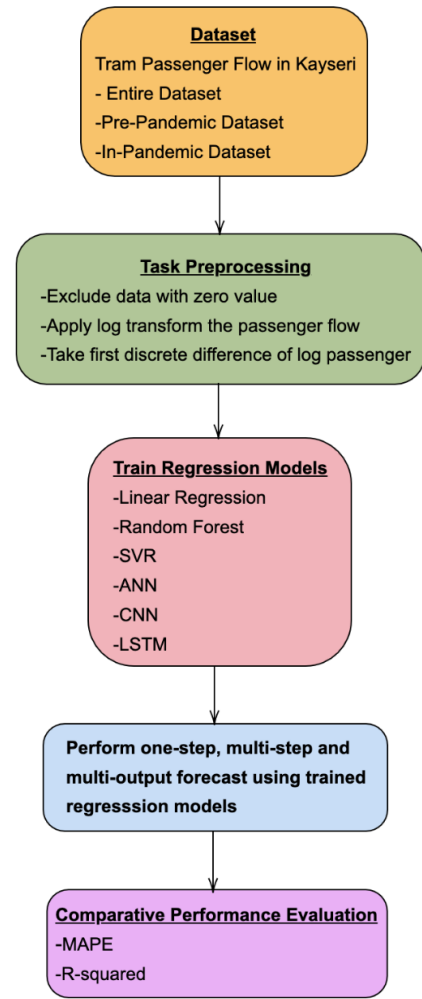 Dataset
Tram Passenger Flow in Kayseri
- Entire Dataset
-Pre-Pandemic Dataset
-In-Pandemic Dataset
Task Preprocessing
-Exclude data with zero value
-Apply log transform the passenger flow
-Take first discrete difference of log passenger
Train Regression Models
-Linear Regression
-Random Forest
-SVR
-ANN
-CNN
-LSTM
Perform one-step, multi-step and
multi-output forecast using trained
regresssion models
Comparative Performance Evaluation
-MAPE
-R-squared